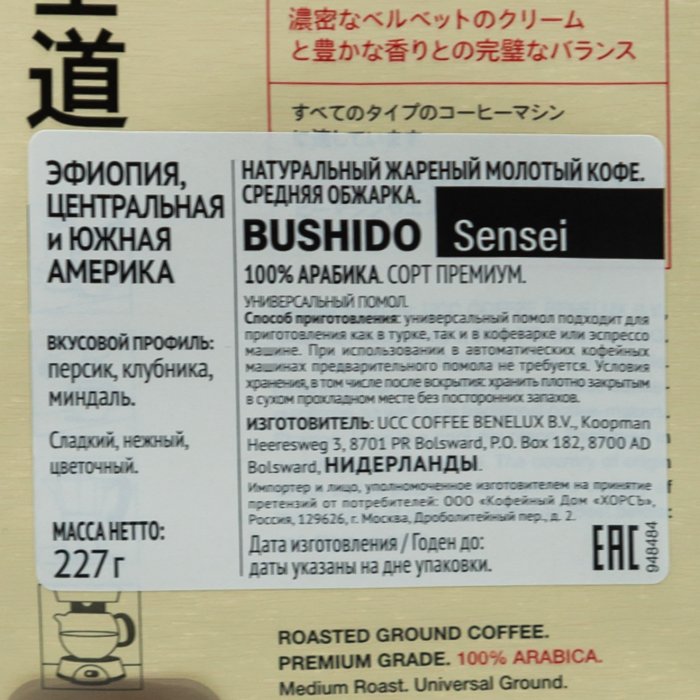 道
濃密なベルベットのクリーム
と豊かな香りとの完璧なバランス
すべてのタイプのコーヒーマシン
ЭФИОПИЯ,
ЦЕНТРАЛЬНАЯ
и ЮЖНАЯ
АМЕРИКА
ВКУСОВОЙ ПРОФИЛЬ:
персик, клубника,
миндаль.
Сладкий, нежный,
цветочный.
МАССА НЕТТО:
227 г
НАТУРАЛЬНЫЙ ЖАРЕНЫЙ МОЛОТЫЙ КОФЕ.
СРЕДНЯЯ ОБЖАРКА.
BUSHIDO Sensei
100% АРАБИКА. СОРТ ПРЕМИУМ.
УНИВЕРСАЛЬНЫЙ ПОМОЛ.
Способ приготовления: универсальный помол подходит для
приготовления как в турке, так и в кофеварке или эспрессо
машине. При использовании в автоматических кофейных
машинах предварительного помола не требуется. Условия
хранения, в том числе после вскрытия: хранить плотно закрытым
в сухом прохладном месте без посторонних запахов.
ИЗГОТОВИТЕЛЬ: UCC COFFEE BENELUX B.V., Koopman
Heeresweg 3, 8701 PR Bolsward, P.O. Box 182, 8700 AD
Bolsward, НИДЕРЛАНДЫ.
Импортер и лицо, уполномоченное изготовителем на принятие
претензий от потребителей: ООО «Кофейный Дом «ХОРСЪ»,
Россия, 129626, г. Москва, Дроболитейный пер., д. 2.
Дата изготовления / Годен до:
даты указаны на дне упаковки.
EAC
948484
ROASTED GROUND COFFEE.
PREMIUM GRADE. 100% ARABICA.
Medium Roast. Universal Ground.